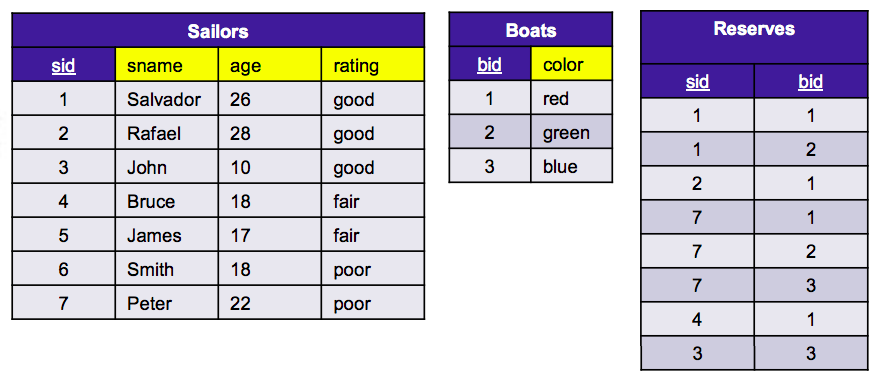 Sailors
sid sname age rating
1 Salvador 26 good
2 Rafael 28 good
3 John 10 good
4 Bruce 18 fair
5 James 17 fair
6 Smith 18 poor
7 Peter 22 poor
Boats
bid color
1 red
2 green
3 blue
Reserves
sid bid
1 1
1 2
2 1
7 1
7 2
7 3
4 1
3 3